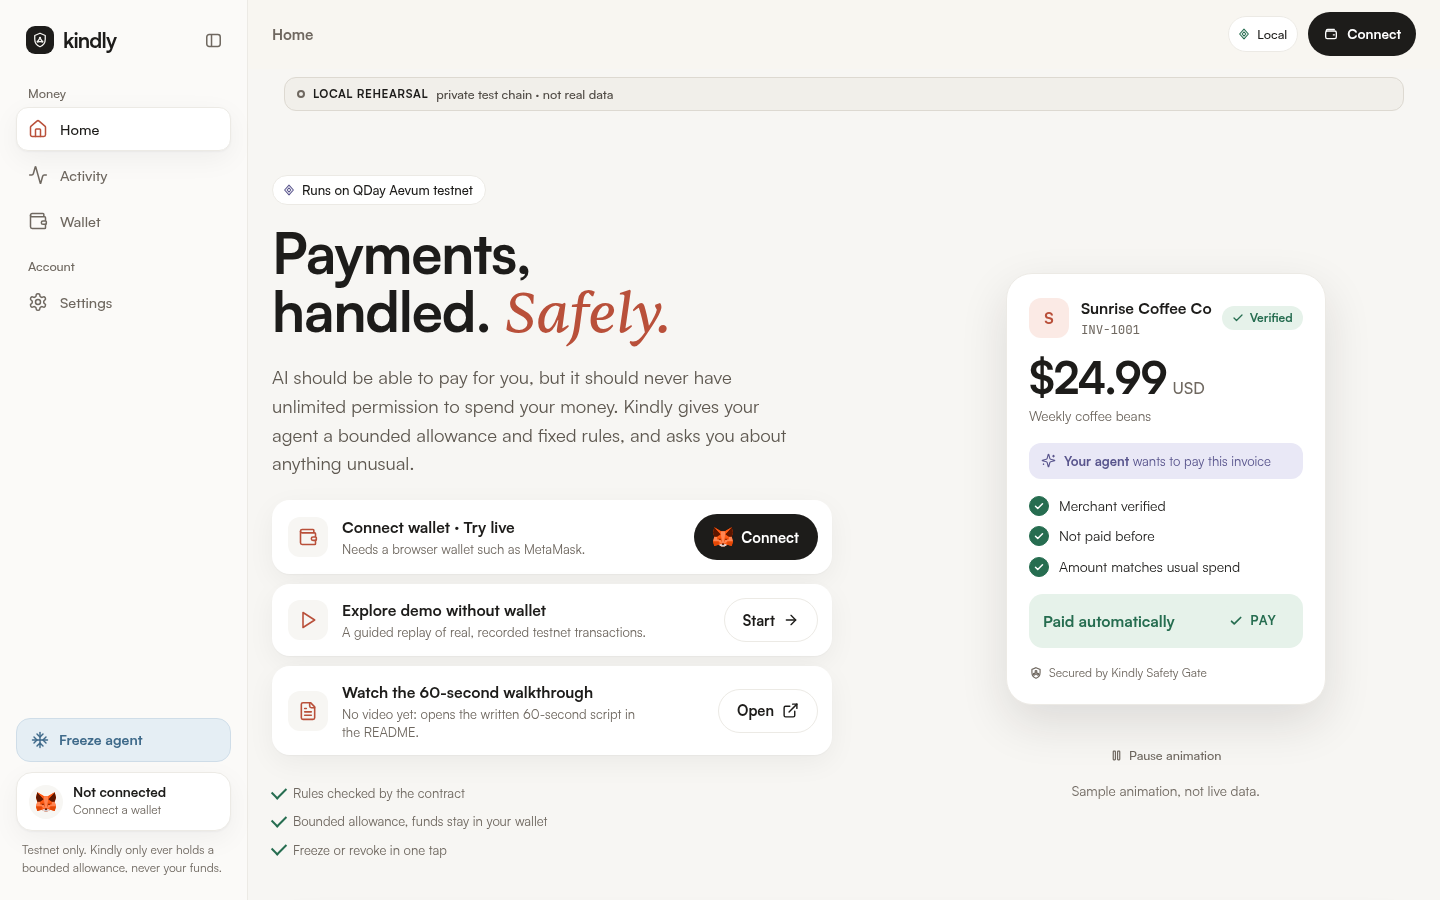 kindly
Money
Home
Activity
Wallet
Account
Settings
Freeze agent
Not connected
Connect a wallet
Testnet only. Kindly only ever holds a
bounded allowance, never your funds.
Home
Local
Connect
LOCAL REHEARSAL private test chain · not real data
Runs on QDay Aevum testnet
Payments,
handled. Safely.
AI should be able to pay for you, but it should never have
unlimited permission to spend your money. Kindly gives your
agent a bounded allowance and fixed rules, and asks you about
anything unusual.
Connect wallet · Try live
Needs a browser wallet such as MetaMask.
Connect
Explore demo without wallet
A guided replay of real, recorded testnet transactions.
Start
Watch the 60-second walkthrough
No video yet: opens the written 60-second script in
the README.
Open
Rules checked by the contract
Bounded allowance, funds stay in your wallet
Freeze or revoke in one tap
S
Sunrise Coffee Co
INV-1001
Verified
$24.99 USD
Weekly coffee beans
Your agent wants to pay this invoice
Merchant verified
Not paid before
Amount matches usual spend
Paid automatically
PAY
Secured by Kindly Safety Gate
Pause animation
Sample animation, not live data.